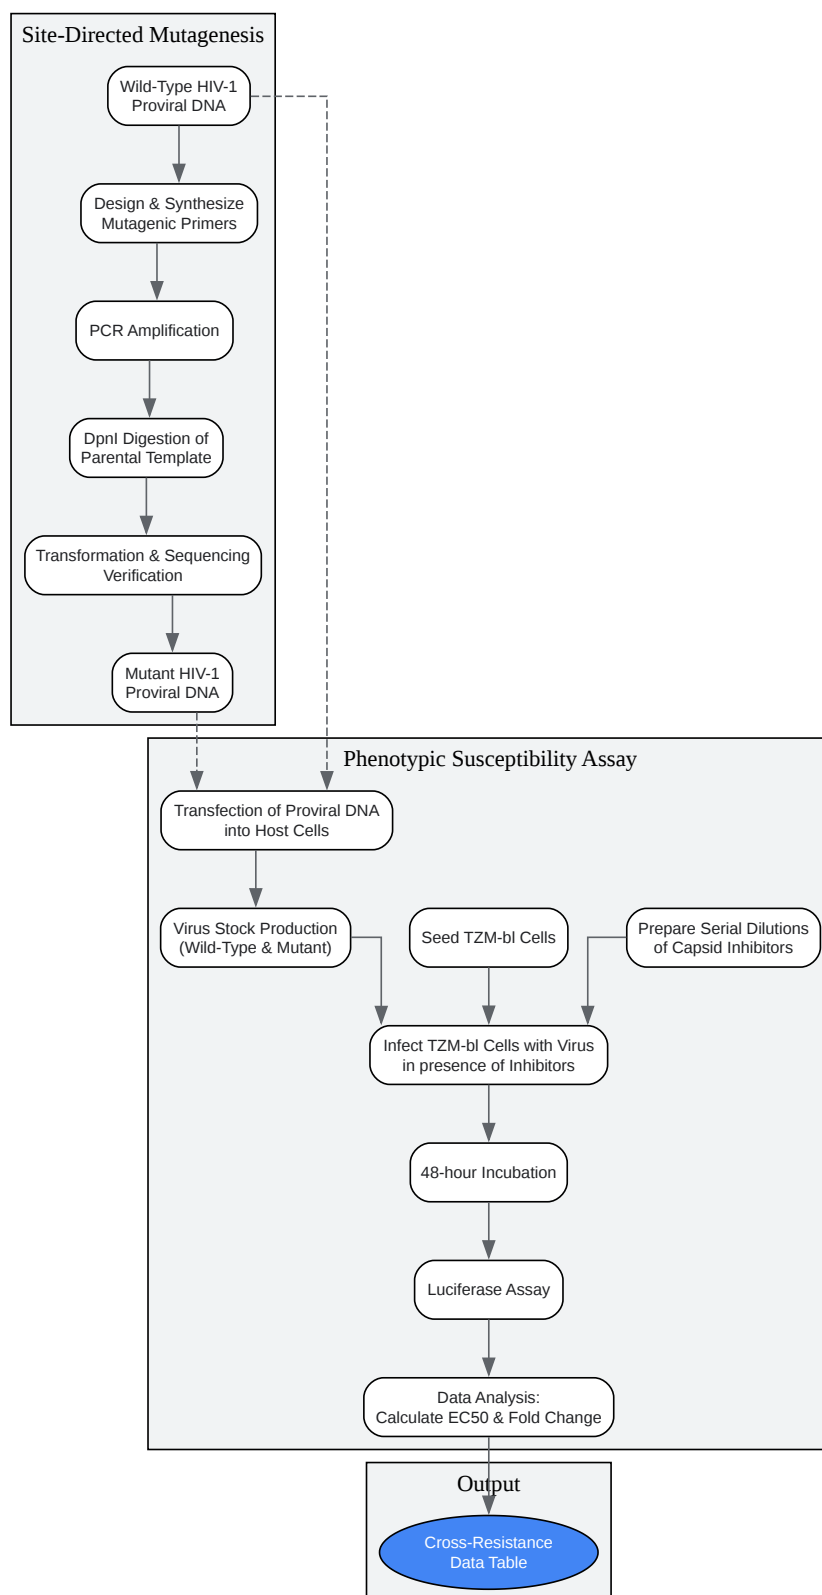 Site-Directed Mutagenesis
Wild-Type HIV-1
Proviral DNA
Design & Synthesize
Mutagenic Primers
PCR Amplification
DpnI Digestion of
Parental Template
Transformation & Sequencing
Verification
Mutant HIV-1
Proviral DNA
Phenotypic Susceptibility Assay
Transfection of Proviral DNA
into Host Cells
Virus Stock Production
(Wild-Type & Mutant)
Seed TZM-bl Cells
Prepare Serial Dilutions
of Capsid Inhibitors
Infect TZM-bl Cells with Virus
in presence of Inhibitors
48-hour Incubation
Luciferase Assay
Data Analysis:
Calculate EC50 & Fold Change
Output
Cross-Resistance
Data Table